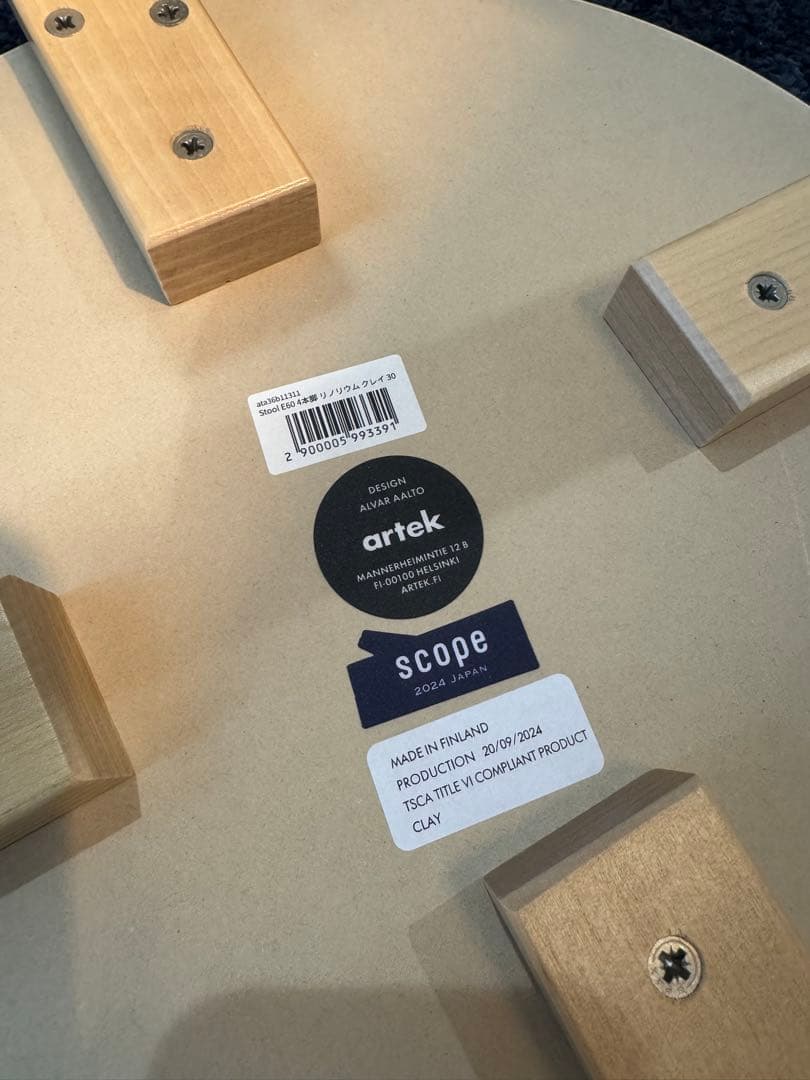 ata36b11311
Stool E60 4本脚 リノリウム クレイ 30
2 900005 993391
DESIGN
ALVAR AALTO
artek
MANNERHEIMINTIE 12 B
FI-00100 HELSINKI
ARTEK.FI
scope
2024 JAPAN
MADE IN FINLAND
PRODUCTION 20/09/2024
TSCA TITLE VI COMPLIANT PRODUCT
CLAY